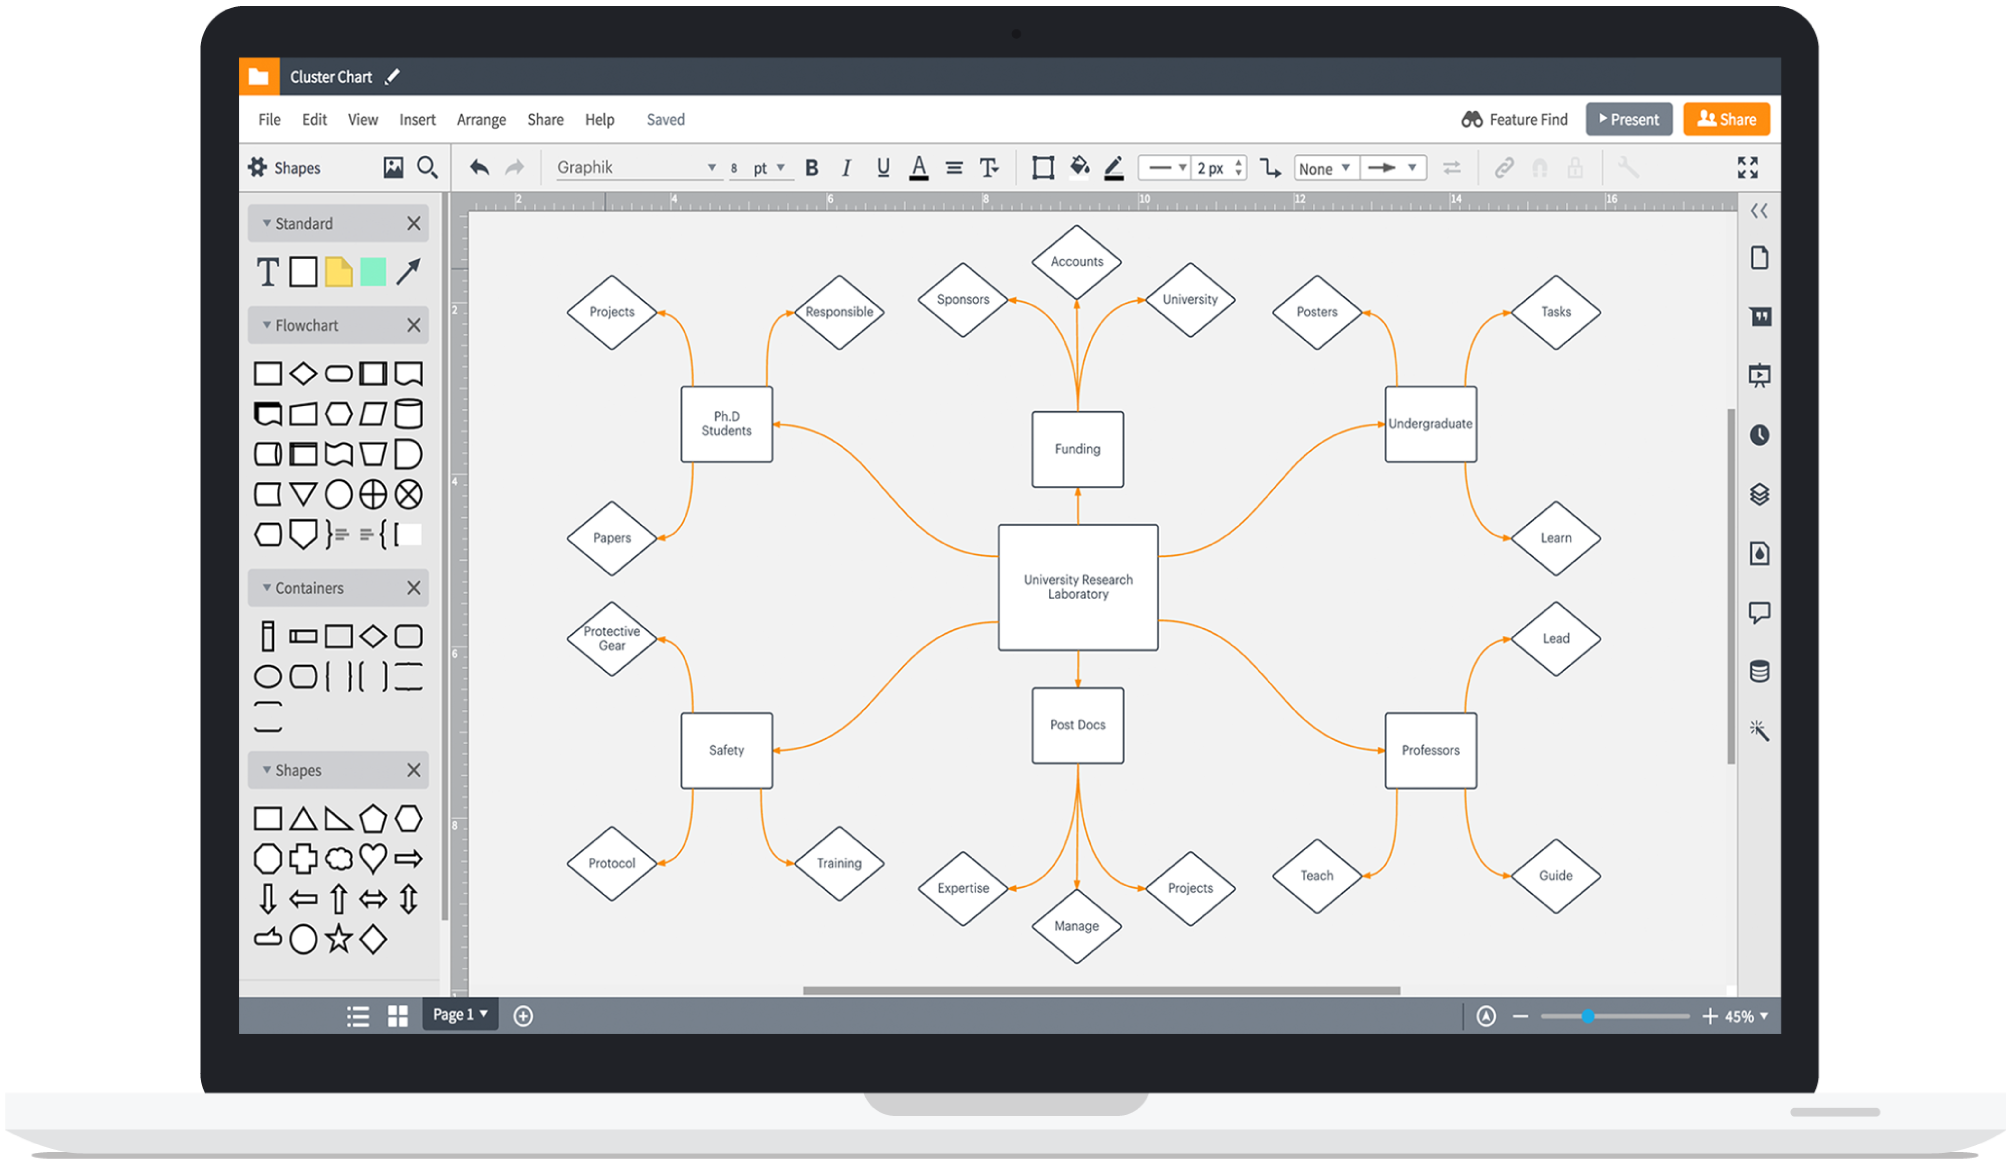 Cluster Chart
File Edit View Insert Arrange Share Help Saved
Feature Find Present Share
Shapes
Graphik 8 pt B I U A T 2 px None
2 4 6 8 10 12 14 16
Standard
T
Flowchart
Containers
Shapes
2
4
6
8
Accounts
Sponsors
University
Projects
Responsible
Posters
Tasks
Ph.D
Students
Funding
Undergraduate
Papers
Learn
University Research
Laboratory
Protective
Gear
Lead
Safety
Post Docs
Professors
Protocol
Training
Expertise
Manage
Projects
Teach
Guide
Page 1
45%